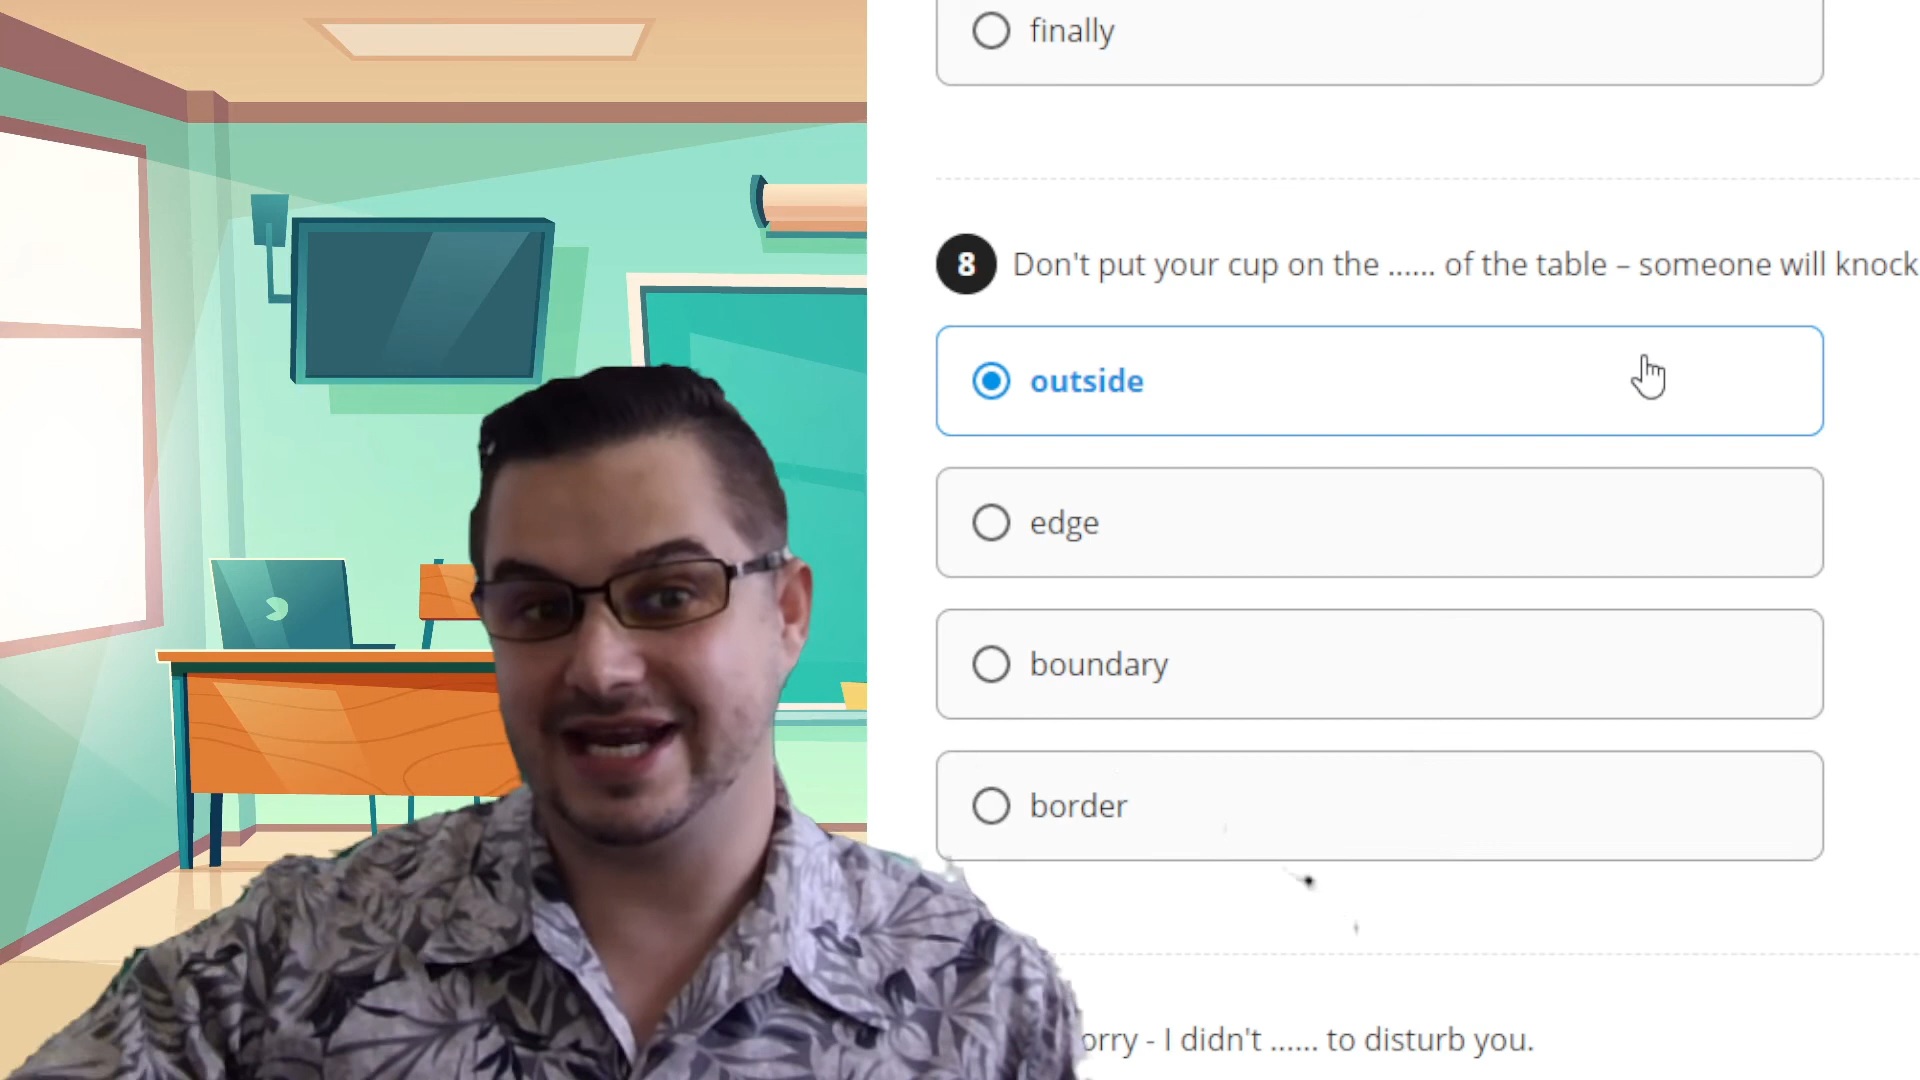 finally
8 Don't put your cup on the ...... of the table – someone will knock
outside
edge
boundary
border
orry - I didn't ...... to disturb you.